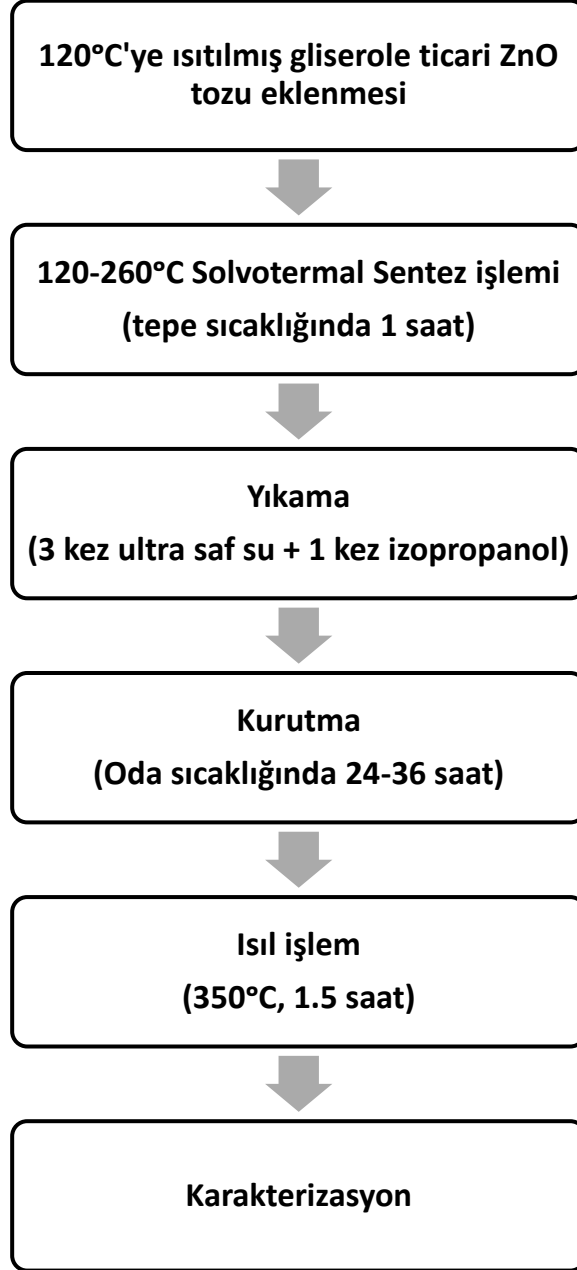 120°C'ye ısıtılmış gliserole ticari ZnO
tozu eklenmesi
120-260°C Solvotermal Sentez işlemi
(tepe sıcaklığında 1 saat)
Yıkama
(3 kez ultra saf su + 1 kez izopropanol)
Kurutma
(Oda sıcaklığında 24-36 saat)
Isıl işlem
(350°C, 1.5 saat)
Karakterizasyon